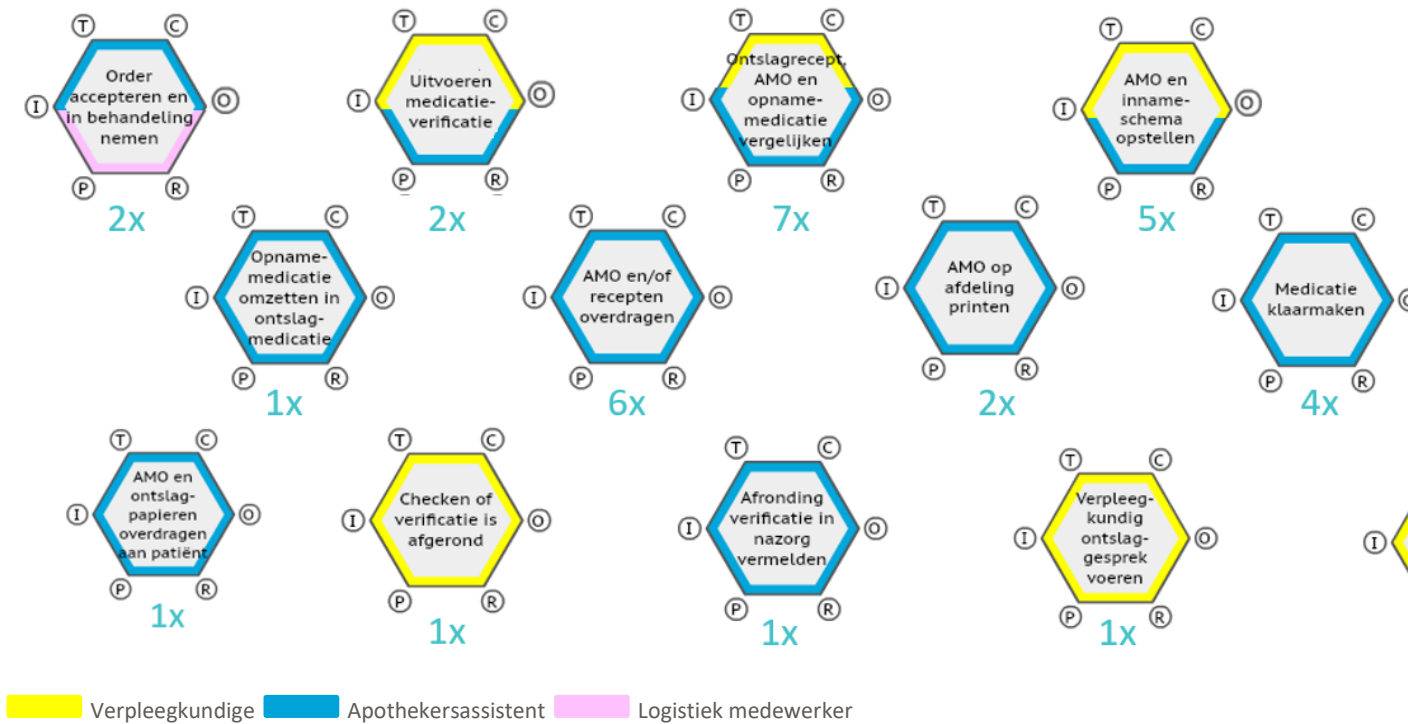 T C
I O
P R
Order
accepteren en
in behandeling
nemen
2x
T C
I O
P R
Uitvoeren
medicatie-
verificatie
2x
T C
I O
P R
Ontslagrecept,
AMO en
opname-
medicatie
vergelijken
7x
T C
I O
P R
AMO en
inname-
schema
opstellen
5x
T C
I O
P R
Opname-
medicatie
omzetten in
ontslag-
medicatie
1x
T C
I O
P R
AMO en/of
recepten
overdragen
6x
T C
I O
P R
AMO op
afdeling
printen
2x
T C
I
P R
Medicatie
klaarmaken
4x
T C
I O
P R
AMO en
ontslag-
papieren
overdragen
aan patiënt
1x
T C
I O
P R
Checken of
verificatie is
afgerond
1x
T C
I O
P R
Afronding
verificatie in
nazorg
vermelden
1x
T C
I O
P R
Verpleeg-
kundig
ontslag-
gesprek
voeren
1x
I
Verpleegkundige Apothekersassistent Logistiek medewerker